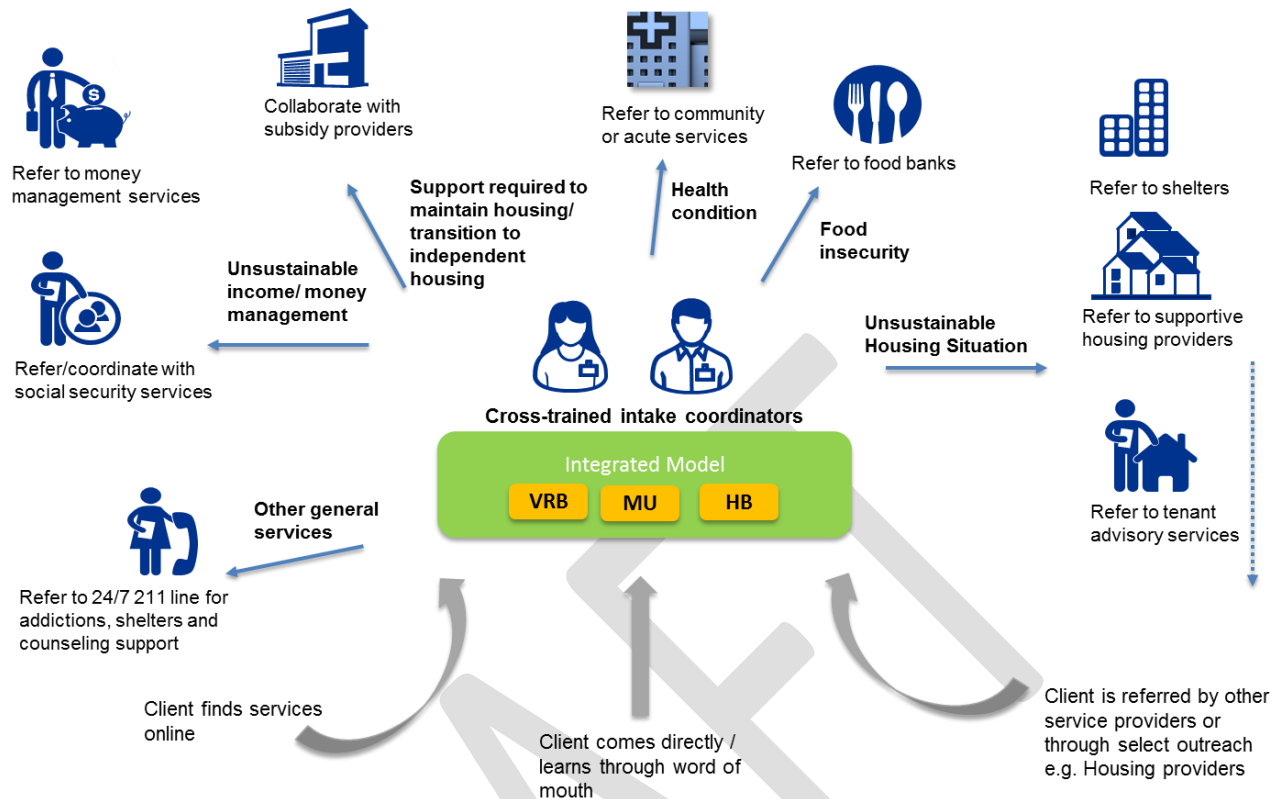 Collaborate with
subsidy providers
Refer to community
or acute services
Refer to food banks
Refer to money
management services
Refer to shelters
Support required to
maintain housing/
transition to
independent
housing
Health
condition
Food
insecurity
Unsustainable
income/ money
management
Unsustainable
Housing Situation
Refer to supportive
housing providers
Refer/coordinate with
social security services
Cross-trained intake coordinators
Integrated Model
VRB
MU
HB
Other general
services
Refer to tenant
advisory services
Refer to 24/7 211 line for
addictions, shelters and
counseling support
Client finds services
online
Client comes directly /
learns through word of
mouth
Client is referred by other
service providers or
through select outreach
e.g. Housing providers